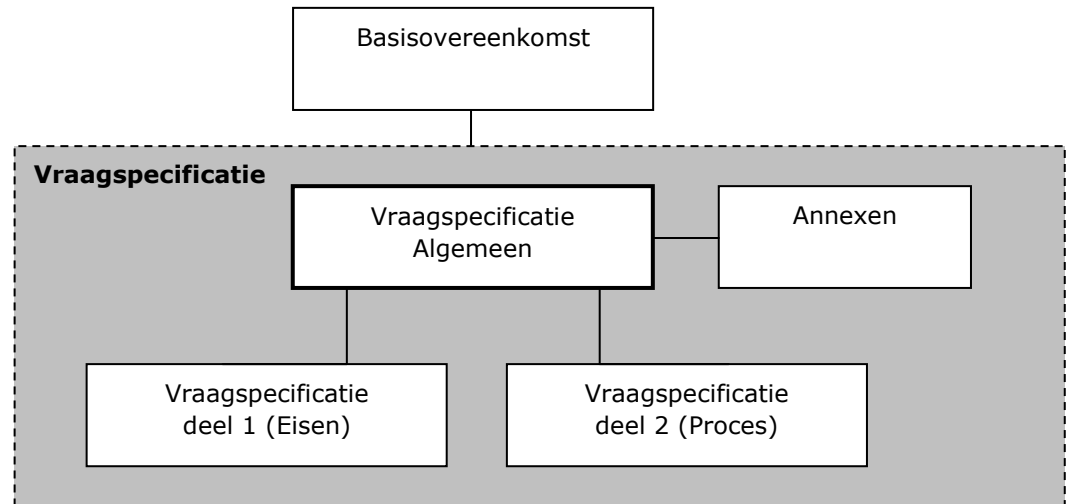 Basisovereenkomst
Vraagspecificatie
Vraagspecificatie
Algemeen
Annexen
Vraagspecificatie
deel 1 (Eisen)
Vraagspecificatie
deel 2 (Proces)